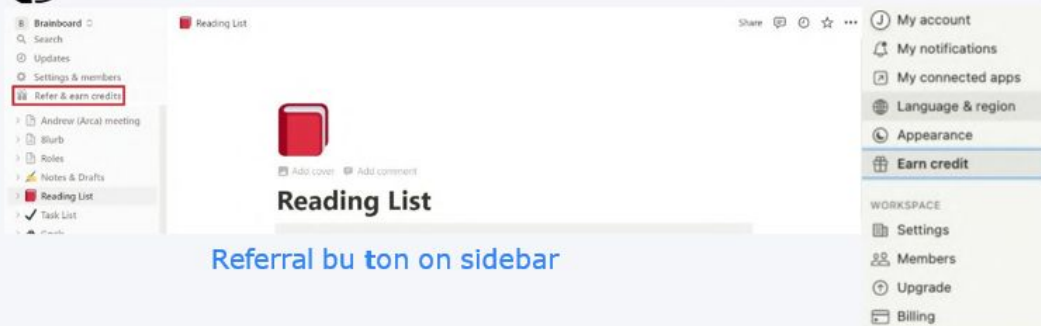 Brainboard
Search
Updates
Settings & members
Refer & earn credits
Andrew (Arca) meeting
Blurb
Roles
Notes & Drafts
Reading List
Task List
Reading List
Share
Add cover Add comment
Reading List
My account
My notifications
My connected apps
Language & region
Appearance
Earn credit
WORKSPACE
Settings
Members
Upgrade
Billing
Referral bu ton on sidebar